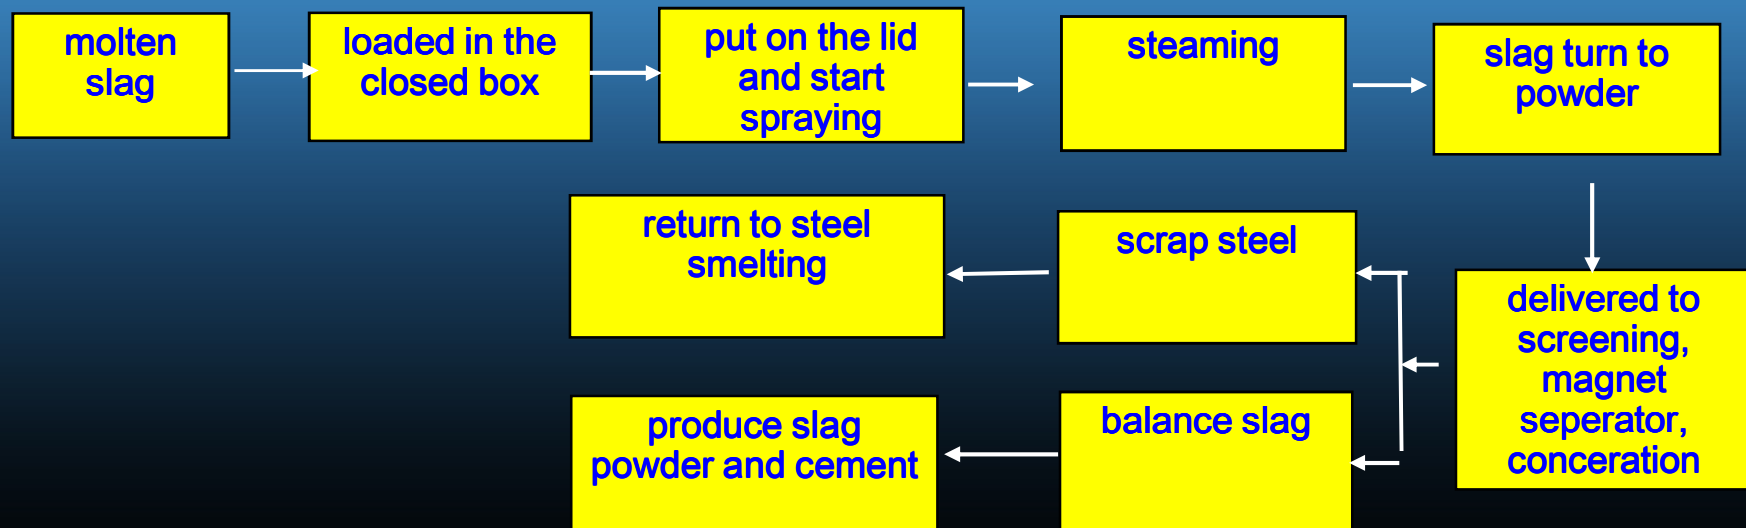 molten
slag
loaded in the
closed box
put on the lid
and start
spraying
steaming
slag turn to
powder
delivered to
screening,
magnet
seperator,
conceration
scrap steel
return to steel
smelting
balance slag
produce slag
powder and cement